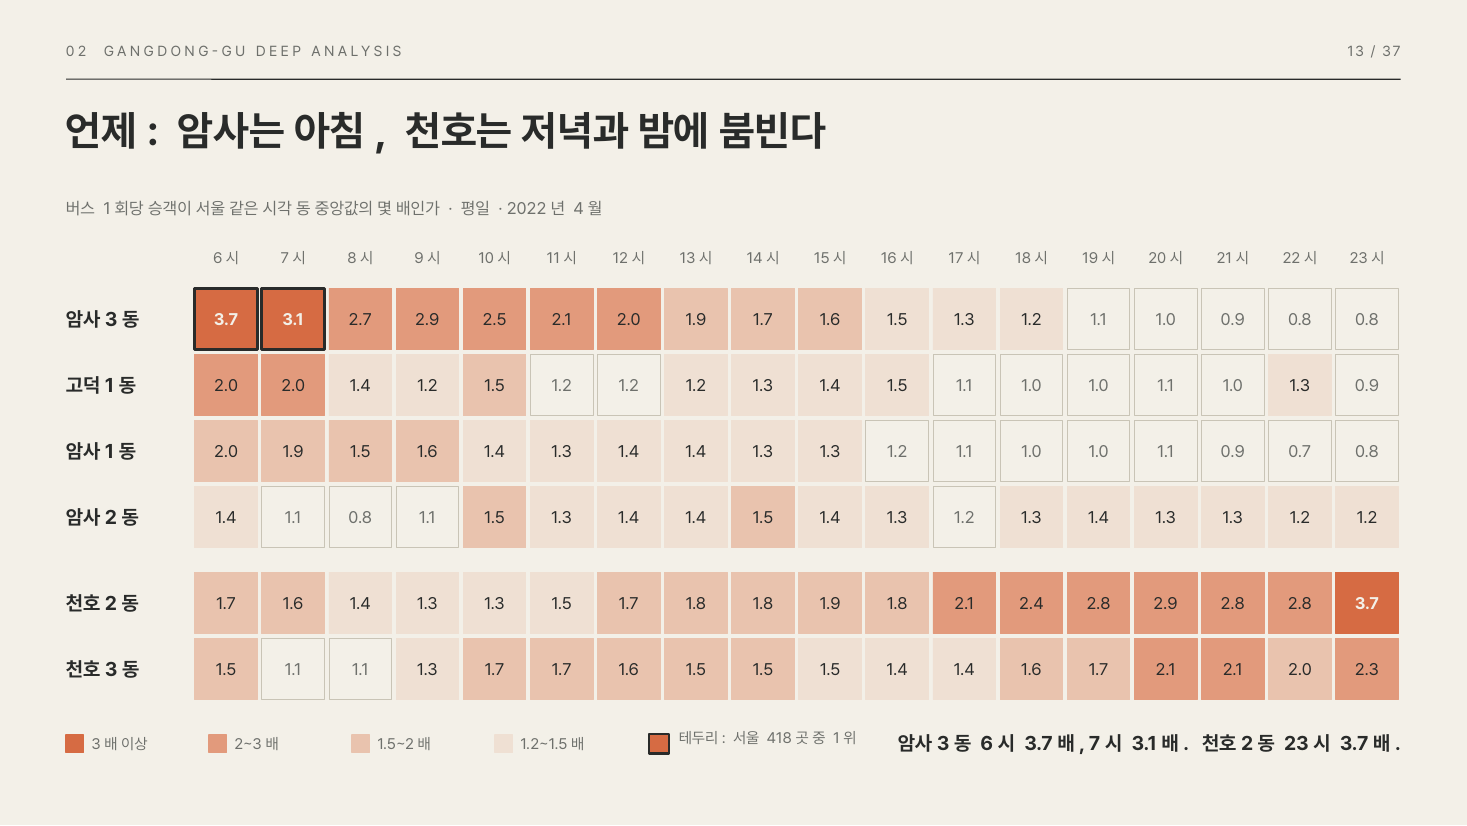 02 GANGDONG-GU DEEP ANALYSIS 13 / 37
언제 : 암사는 아침 , 천호는 저녁과 밤에 붐빈다
버스 1 회당 승객이 서울 같은 시각 동 중앙값의 몇 배인가 · 평일 · 2022 년 4 월
6 시 7 시 8 시 9 시 10 시 11 시 12 시 13 시 14 시 15 시 16 시 17 시 18 시 19 시 20 시 21 시 22 시 23 시
암사 3 동 3.7 3.1 2.7 2.9 2.5 2.1 2.0 1.9 1.7 1.6 1.5 1.3 1.2 1.1 1.0 0.9 0.8 0.8
고덕 1 동 2.0 2.0 1.4 1.2 1.5 1.2 1.2 1.2 1.3 1.4 1.5 1.1 1.0 1.0 1.1 1.0 1.3 0.9
암사 1 동 2.0 1.9 1.5 1.6 1.4 1.3 1.4 1.4 1.3 1.3 1.2 1.1 1.0 1.0 1.1 0.9 0.7 0.8
암사 2 동 1.4 1.1 0.8 1.1 1.5 1.3 1.4 1.4 1.5 1.4 1.3 1.2 1.3 1.4 1.3 1.3 1.2 1.2
천호 2 동 1.7 1.6 1.4 1.3 1.3 1.5 1.7 1.8 1.8 1.9 1.8 2.1 2.4 2.8 2.9 2.8 2.8 3.7
천호 3 동 1.5 1.1 1.1 1.3 1.7 1.7 1.6 1.5 1.5 1.5 1.4 1.4 1.6 1.7 2.1 2.1 2.0 2.3
3 배 이상 2~3 배 1.5~2 배 1.2~1.5 배 테두리 : 서울 418 곳 중 1 위 암사 3 동 6 시 3.7 배 , 7 시 3.1 배 . 천호 2 동 23 시 3.7 배 .